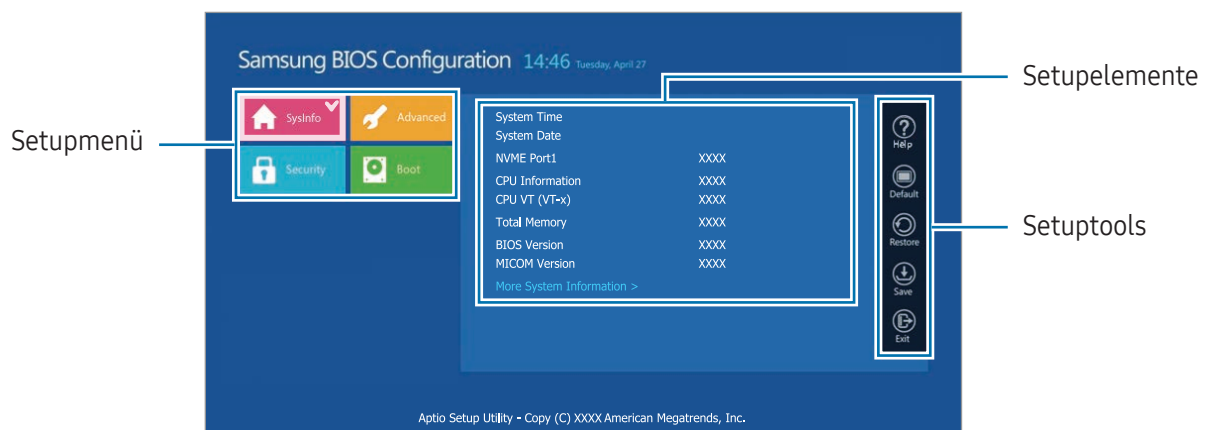 Samsung BIOS Configuration 14:46 Tuesday, April 27
Setupelemente
Setupmenü
SysInfo
Advanced
Security
Boot
System Time
System Date
NVME Port1 XXXX
CPU Information XXXX
CPU VT (VT-x) XXXX
Total Memory XXXX
BIOS Version XXXX
MICOM Version XXXX
More System Information >
Help
Default
Restore
Save
Exit
Setuptools
Aptio Setup Utility - Copy (C) XXXX American Megatrends, Inc.